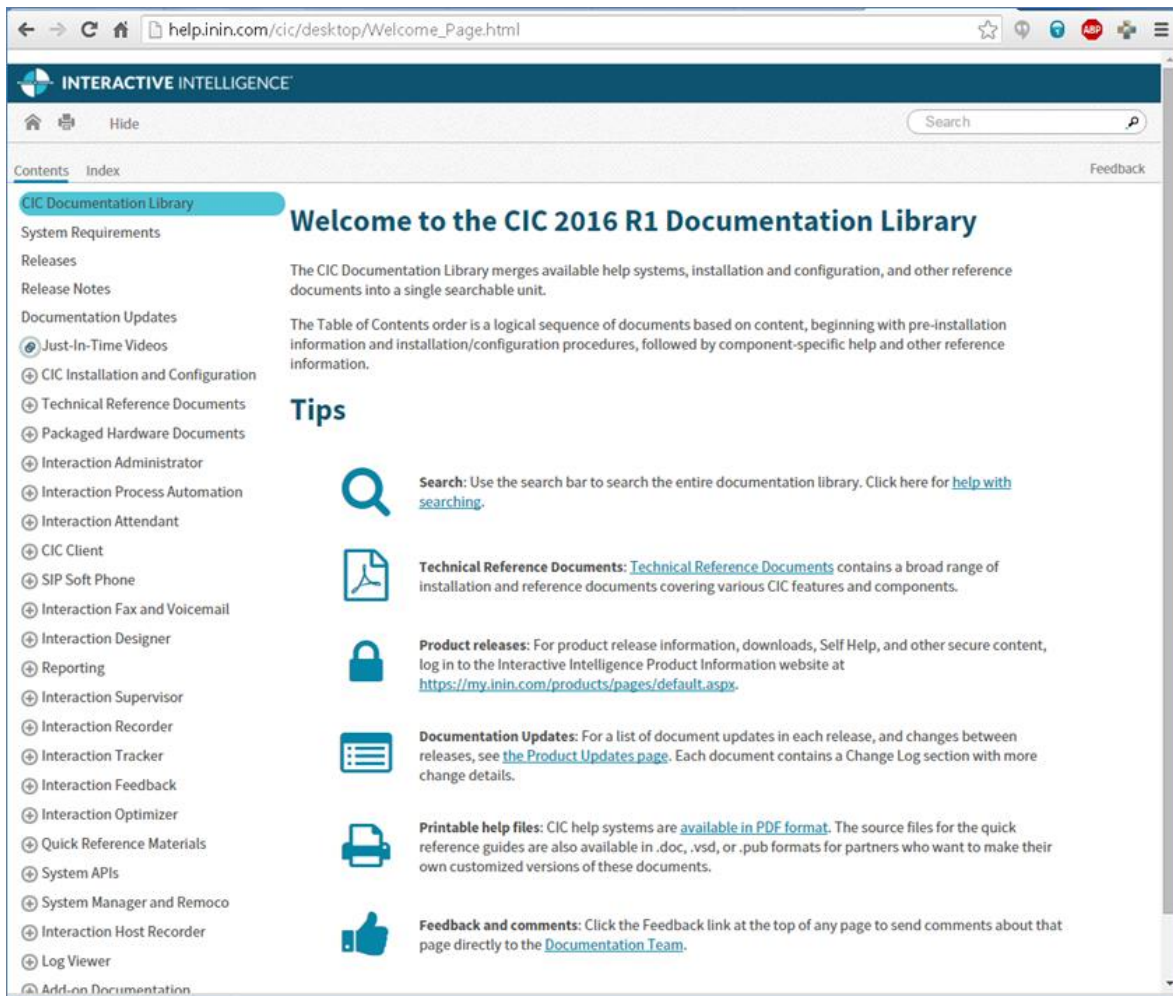 help.inin.com/cic/desktop/Welcome_Page.html
ABP
INTERACTIVE INTELLIGENCE
Hide
Search
Contents Index
Feedback
CIC Documentation Library
System Requirements
Releases
Release Notes
Documentation Updates
Just-In-Time Videos
CIC Installation and Configuration
Technical Reference Documents
Packaged Hardware Documents
Interaction Administrator
Interaction Process Automation
Interaction Attendant
CIC Client
SIP Soft Phone
Interaction Fax and Voicemail
Interaction Designer
Reporting
Interaction Supervisor
Interaction Recorder
Interaction Tracker
Interaction Feedback
Interaction Optimizer
Quick Reference Materials
System APIs
System Manager and Remoco
Interaction Host Recorder
Log Viewer
Add-on Documentation
Welcome to the CIC 2016 R1 Documentation Library
The CIC Documentation Library merges available help systems, installation and configuration, and other reference
documents into a single searchable unit.
The Table of Contents order is a logical sequence of documents based on content, beginning with pre-installation
information and installation/configuration procedures, followed by component-specific help and other reference
information.
Tips
Search: Use the search bar to search the entire documentation library. Click here for help with
searching.
Technical Reference Documents: Technical Reference Documents contains a broad range of
installation and reference documents covering various CIC features and components.
Product releases: For product release information, downloads, Self Help, and other secure content,
log in to the Interactive Intelligence Product Information website at
https://my.inin.com/products/pages/default.aspx.
Documentation Updates: For a list of document updates in each release, and changes between
releases, see the Product Updates page. Each document contains a Change Log section with more
change details.
Printable help files: CIC help systems are available in PDF format. The source files for the quick
reference guides are also available in .doc, .vsd, or .pub formats for partners who want to make their
own customized versions of these documents.
Feedback and comments: Click the Feedback link at the top of any page to send comments about that
page directly to the Documentation Team.